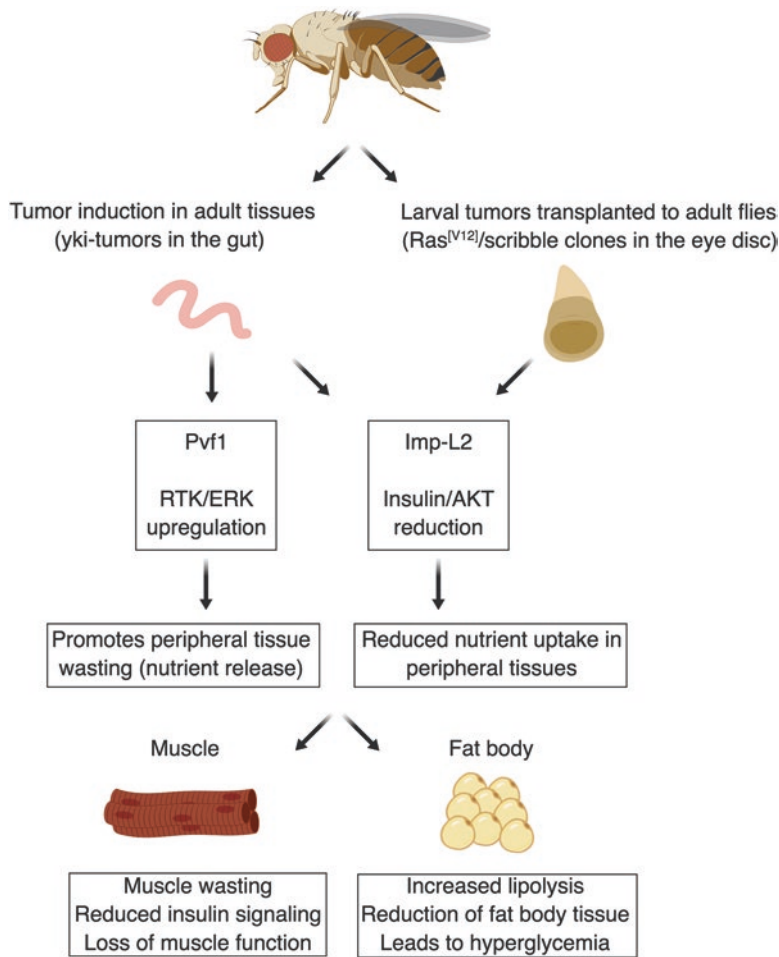 Tumor induction in adult tissues
(yki-tumors in the gut)
Larval tumors transplanted to adult flies
(Ras[V12]/scribble clones in the eye disc)
Pvf1
RTK/ERK
upregulation
Imp-L2
Insulin/AKT
reduction
Promotes peripheral tissue
wasting (nutrient release)
Reduced nutrient uptake in
peripheral tissues
Muscle
Fat body
Muscle wasting
Reduced insulin signaling
Loss of muscle function
Increased lipolysis
Reduction of fat body tissue
Leads to hyperglycemia